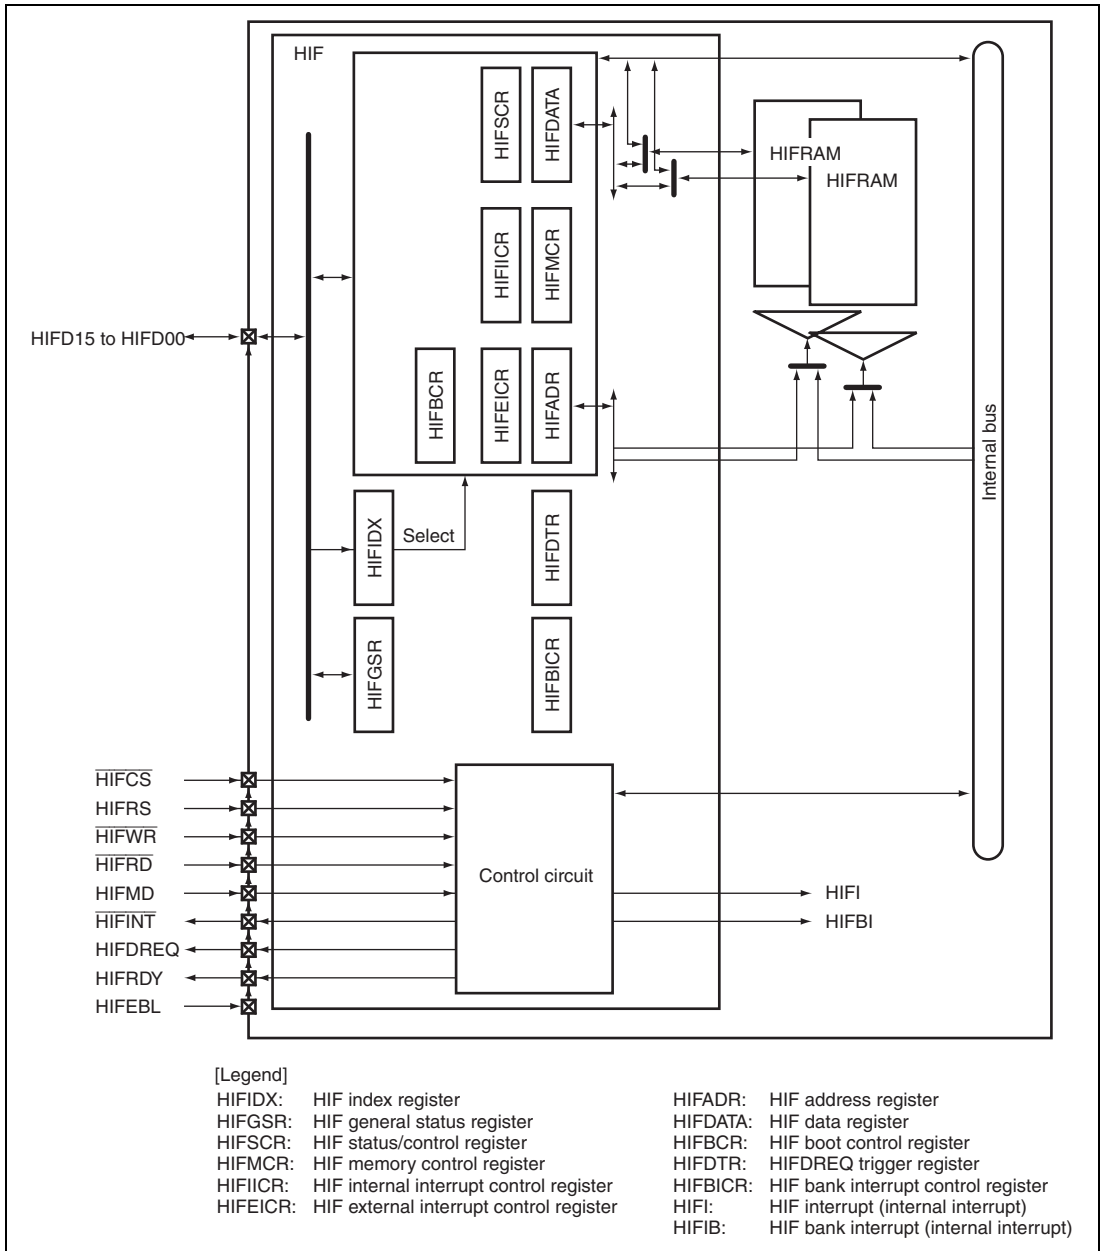 HIF
HIFSCR
HIFDATA
HIFRAM
HIFRAM
HIFIICR
HIFMCR
HIFD15 to HIFD00
HIFBCR
HIFEICR
HIFADR
Internal bus
HIFIDX
Select
HIFDTR
HIFGSR
HIFBICR
HIFCS
HIFRS
HIFWR
HIFRD
HIFMD
HIFINT
HIFDREQ
HIFRDY
HIFEBL
Control circuit
HIFI
HIFBI
[Legend]
HIFIDX: HIF index register
HIFGSR: HIF general status register
HIFSCR: HIF status/control register
HIFMCR: HIF memory control register
HIFIICR: HIF internal interrupt control register
HIFEICR: HIF external interrupt control register
HIFADR: HIF address register
HIFDATA: HIF data register
HIFBCR: HIF boot control register
HIFDTR: HIFDREQ trigger register
HIFBICR: HIF bank interrupt control register
HIFI: HIF interrupt (internal interrupt)
HIFIB: HIF bank interrupt (internal interrupt)